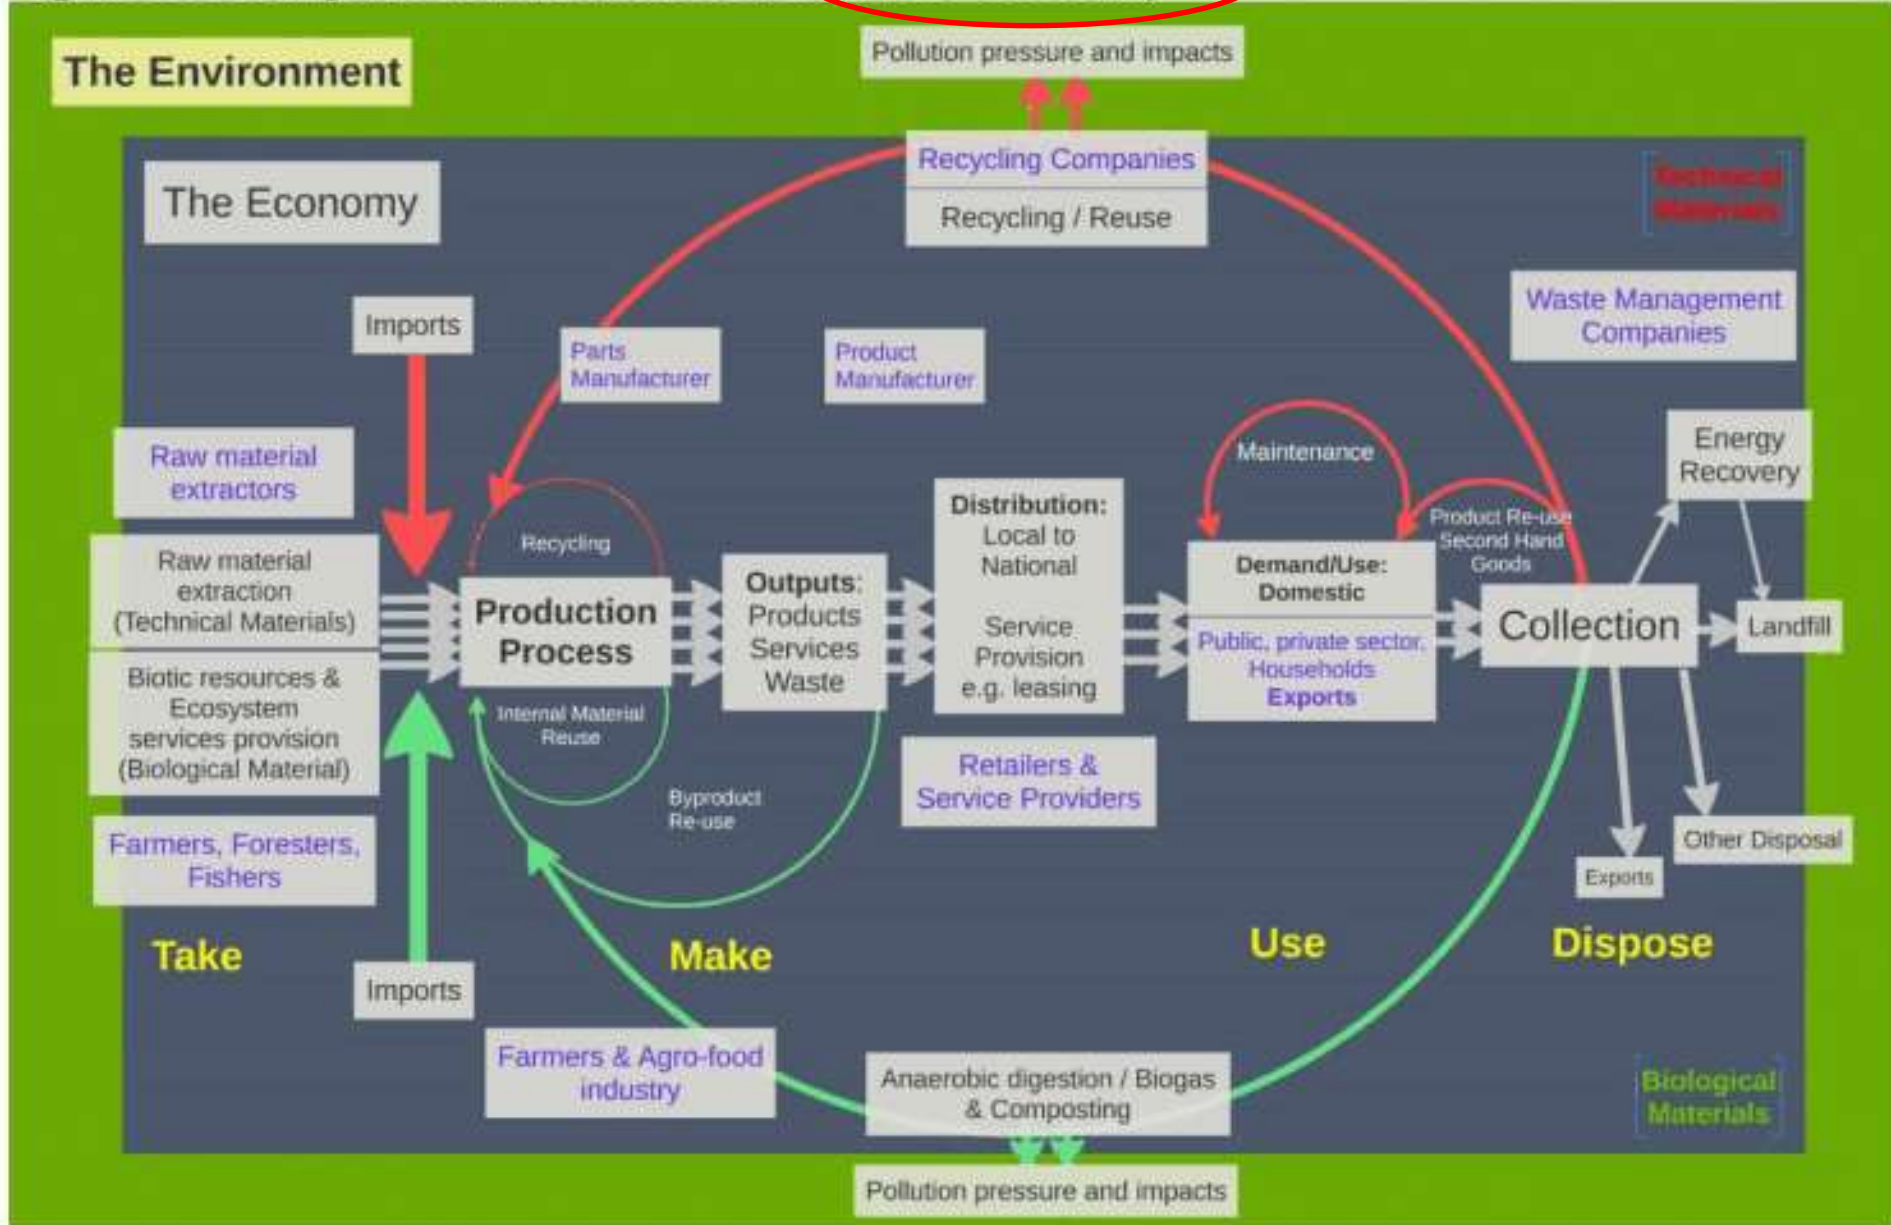 Pollution pressure and impacts
The Environment
Recycling Companies
Recycling / Reuse
Technical
Materials
The Economy
Waste Management
Companies
Imports
Parts
Manufacturer
Product
Manufacturer
Energy
Recovery
Maintenance
Raw material
extractors
Distribution:
Local to
National
Service
Provision
e.g. leasing
Product Re-use
Second Hand
Goods
Recycling
Raw material
extraction
(Technical Materials)
Production
Process
Outputs:
Products
Services
Waste
Demand/Use:
Domestic
Public, private sector,
Households
Exports
Collection
Landfill
Biotic resources &
Ecosystem
services provision
(Biological Material)
Internal Material
Reuse
Retailers &
Service Providers
Byproduct
Re-use
Farmers, Foresters,
Fishers
Other Disposal
Exports
Take
Make
Use
Dispose
Imports
Farmers & Agro-food
industry
Anaerobic digestion / Biogas
& Composting
Biological
Materials
Pollution pressure and impacts